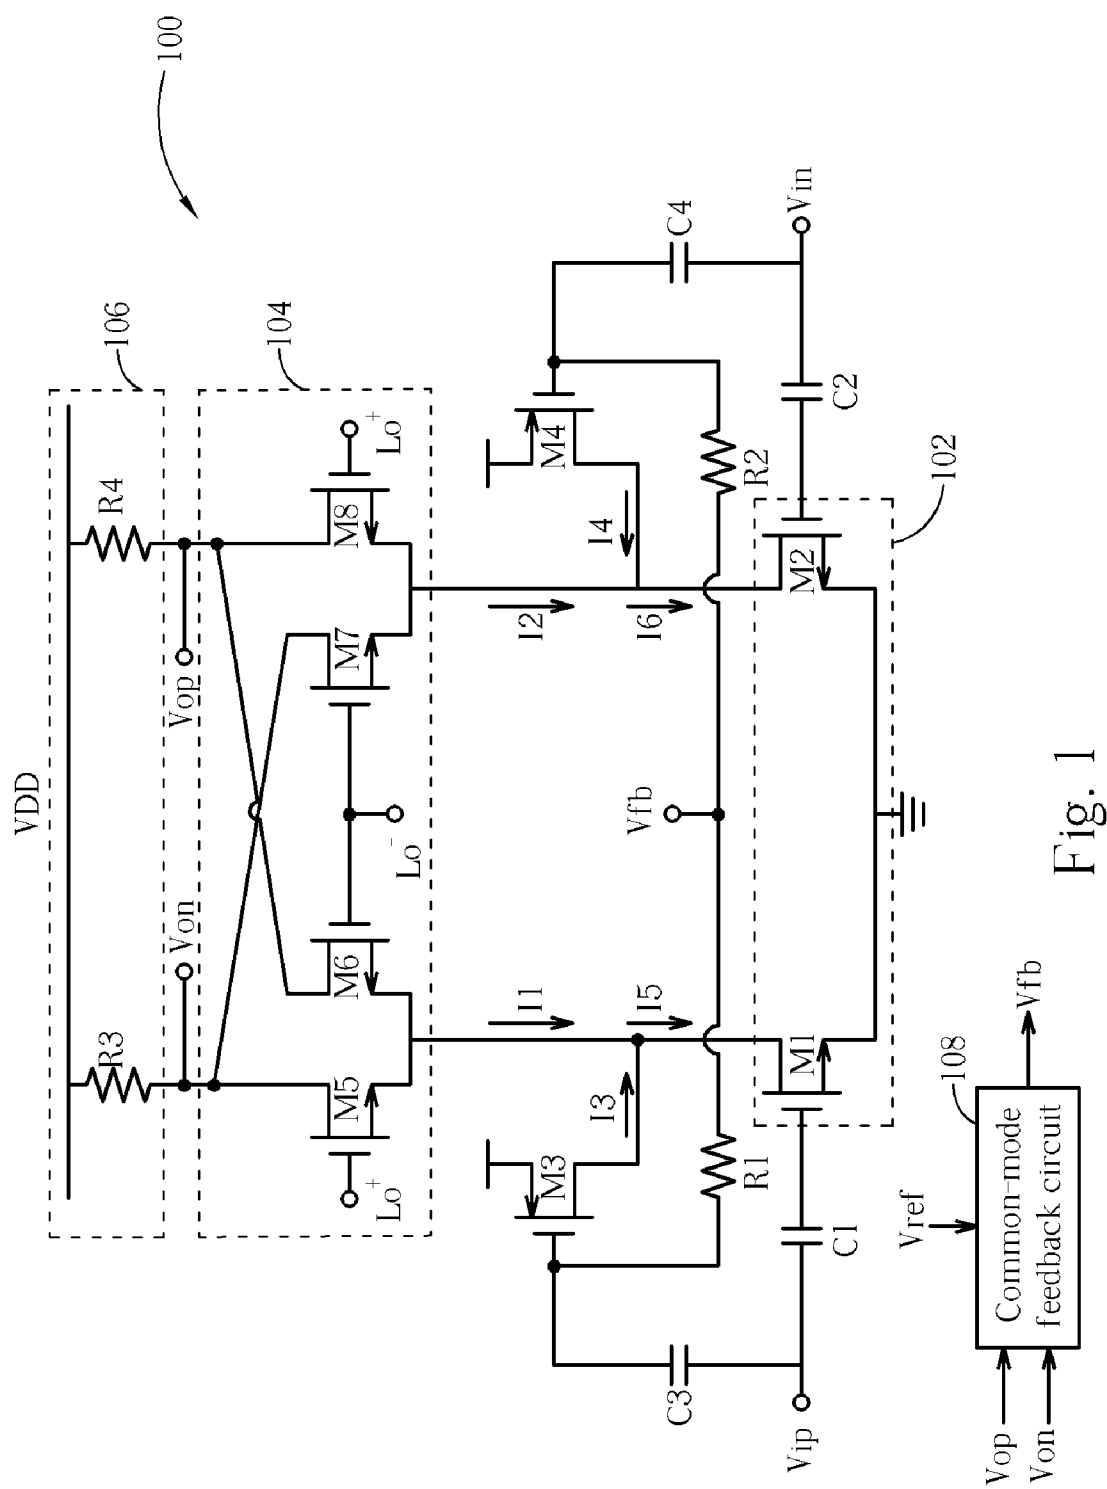 100
106
104
VDD
R3
R4
Von
Vop
M5
M6
M7
M8
Lo+
Lo-
Lo+
I1
I2
M3
M4
I3
I4
I5
I6
C3
C4
R1
R2
Vfb
Vip
Vin
C1
C2
M1
M2
102
Vop
Von
Vref
108
Common-mode
feedback circuit
Vfb
Fig. 1